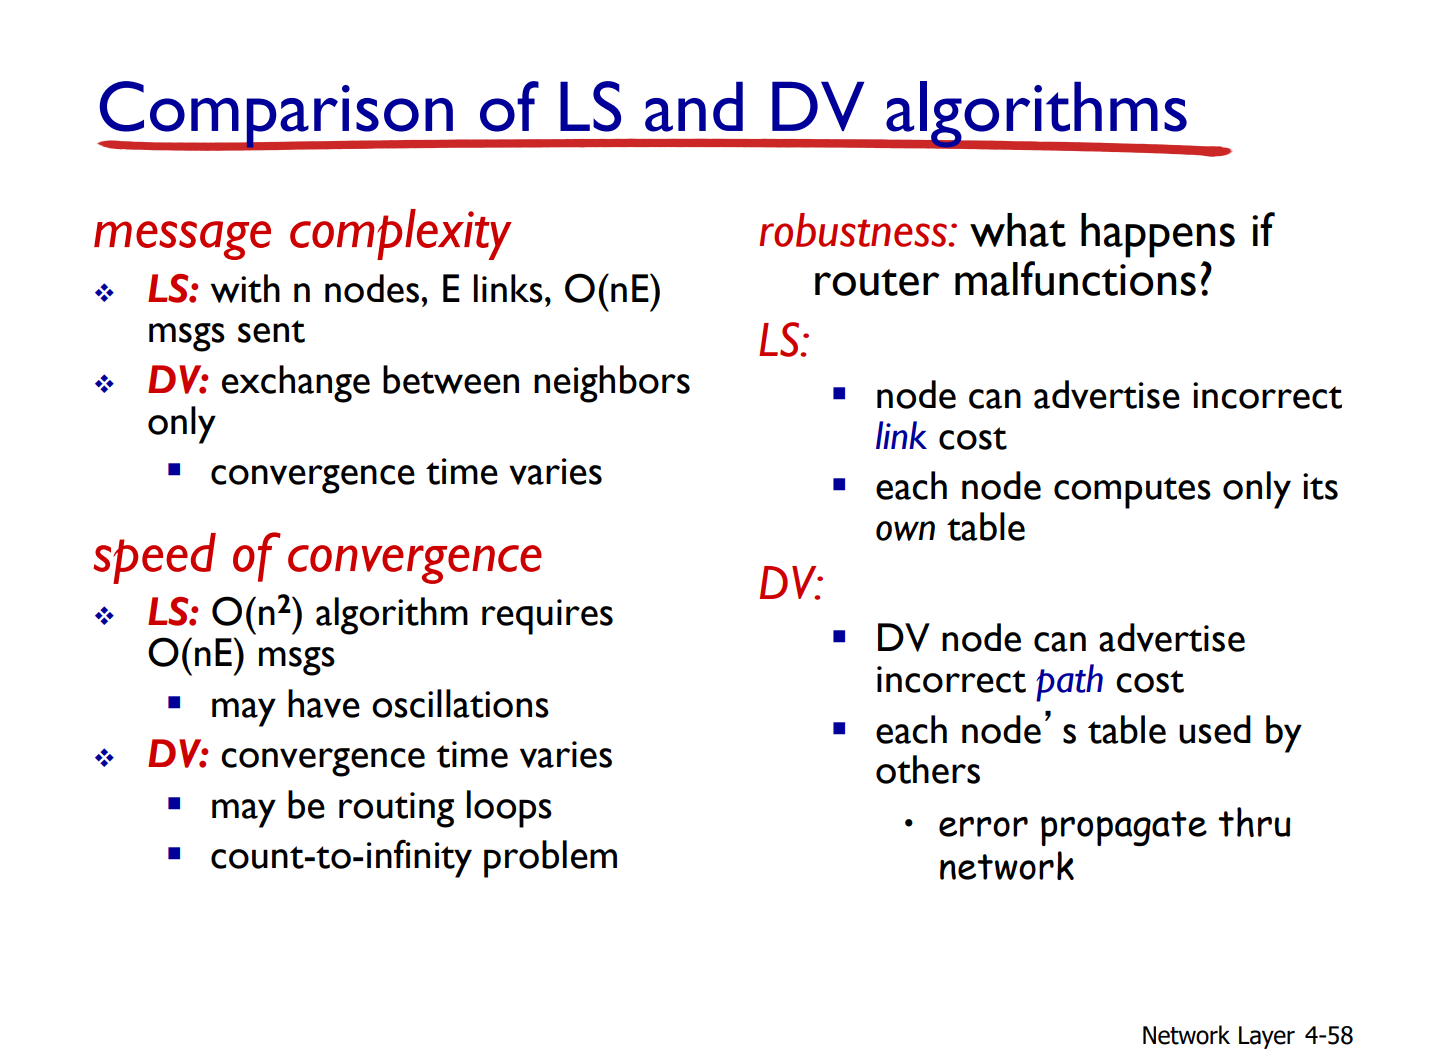 Comparison of LS and DV algorithms
message complexity
LS: with n nodes, E links, O(nE)
msgs sent
DV: exchange between neighbors
only
convergence time varies
speed of convergence
LS: O(n²) algorithm requires
O(nE) msgs
may have oscillations
DV: convergence time varies
may be routing loops
count-to-infinity problem
robustness: what happens if
router malfunctions?
LS:
node can advertise incorrect
link cost
each node computes only its
own table
DV:
DV node can advertise
incorrect path cost
each node’s table used by
others
error propagate thru
network
Network Layer 4-58